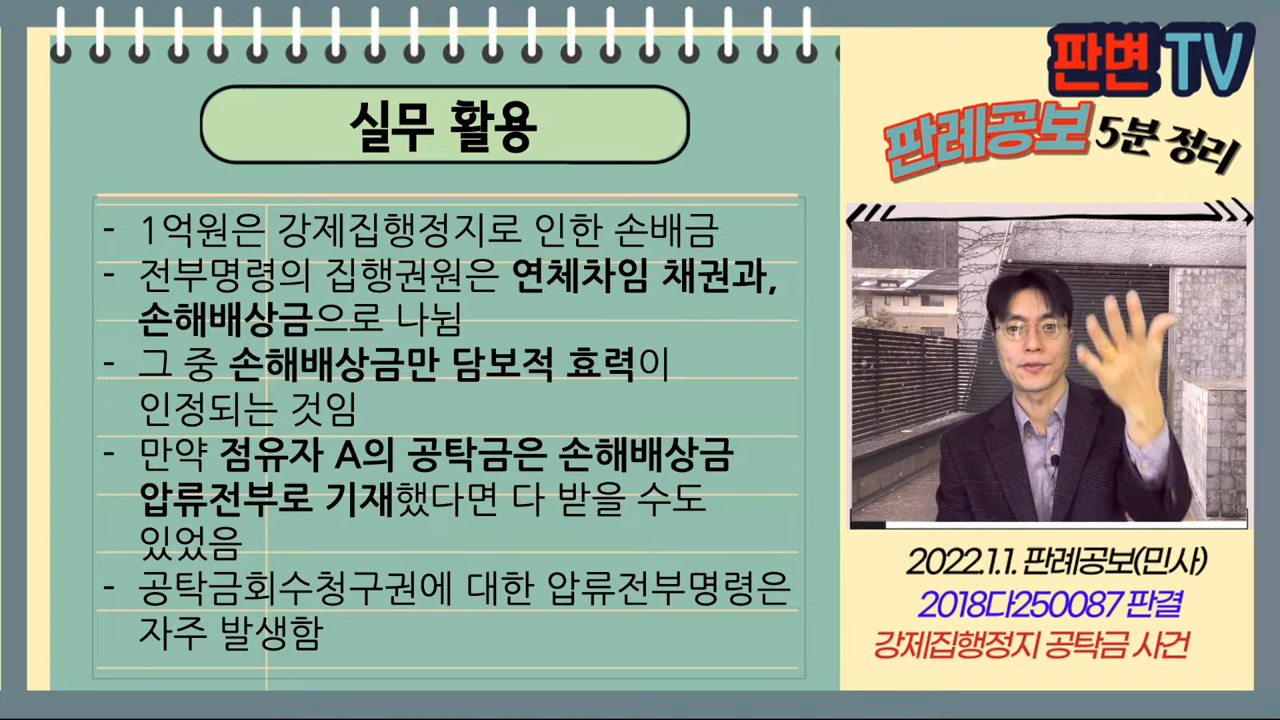 실무 활용
- 1억원은 강제집행정지로 인한 손배금
- 전부명령의 집행권원은 연체차임 채권과,
손해배상금으로 나뉨
- 그 중 손해배상금만 담보적 효력이
인정되는 것임
- 만약 점유자 A의 공탁금은 손해배상금
압류전부로 기재했다면 다 받을 수도
있었음
- 공탁금회수청구권에 대한 압류전부명령은
자주 발생함
판변 TV
판례공보 5분 정리
2022.1.1. 판례공보(민사)
2018다250087 판결
강제집행정지 공탁금 사건